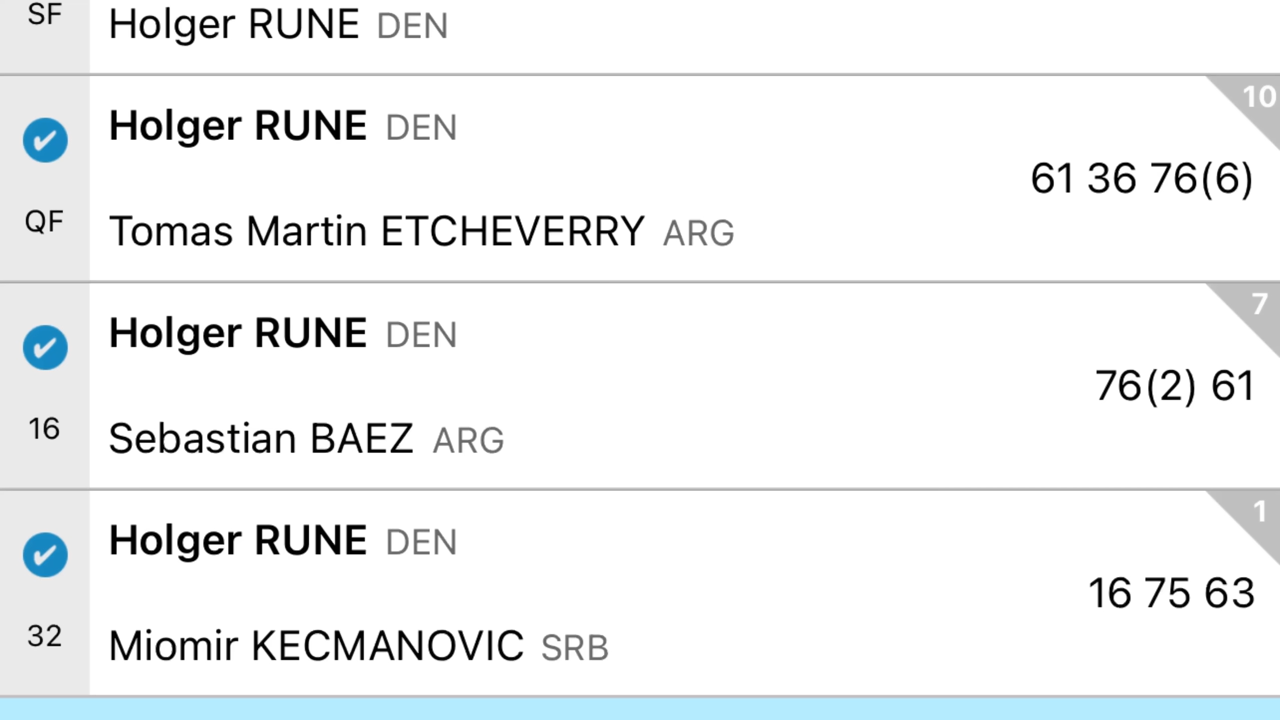 SF
Holger RUNE DEN
10
Holger RUNE DEN
61 36 76(6)
QF
Tomas Martin ETCHEVERRY ARG
7
Holger RUNE DEN
76(2) 61
16
Sebastian BAEZ ARG
1
Holger RUNE DEN
16 75 63
32
Miomir KECMANOVIC SRB